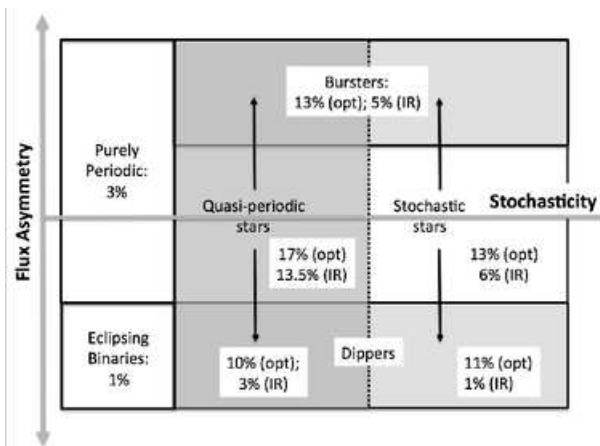 Flux Asymmetry
Bursters:
13% (opt); 5% (IR)
Purely
Periodic:
3%
Quasi-periodic
stars
Stochastic
stars
Stochasticity
17% (opt)
13.5% (IR)
13% (opt)
6% (IR)
Eclipsing
Binaries:
1%
10% (opt);
3% (IR)
Dippers
11% (opt)
1% (IR)